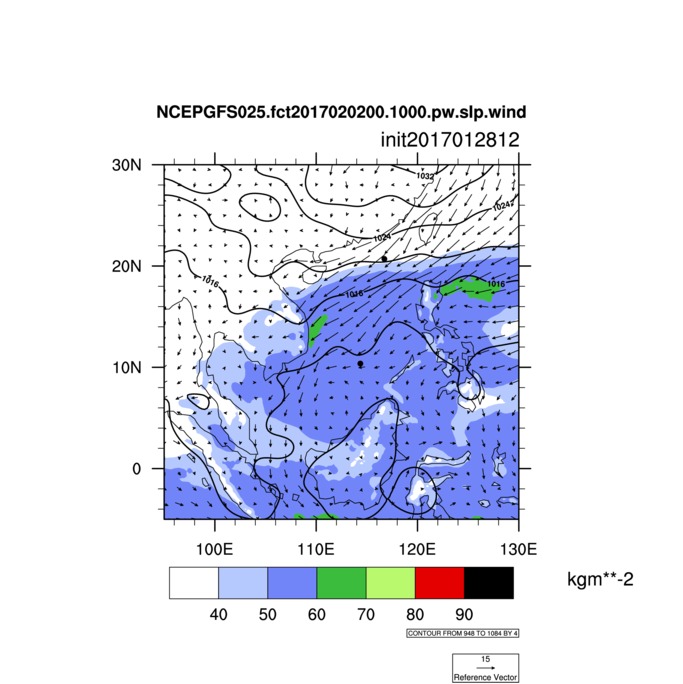 NCEPGFS025.fct2017020200.1000.pw.slp.wind
init2017012812
30N
1032
1024
1024
20N
1016
1016
1016
10N
0
100E 110E 120E 130E
kgm**-2
40 50 60 70 80 90
CONTOUR FROM 948 TO 1084 BY 4
15
Reference Vector